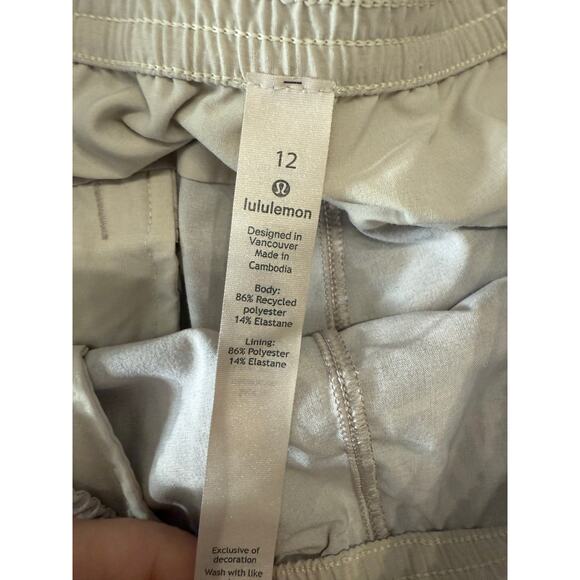 12
lululemon
Designed in
Vancouver
Made in
Cambodia
Body:
86% Recycled
polyester
14% Elastane
Lining:
86% Polyester
14% Elastane
Exclusive of
decoration
Wash with like